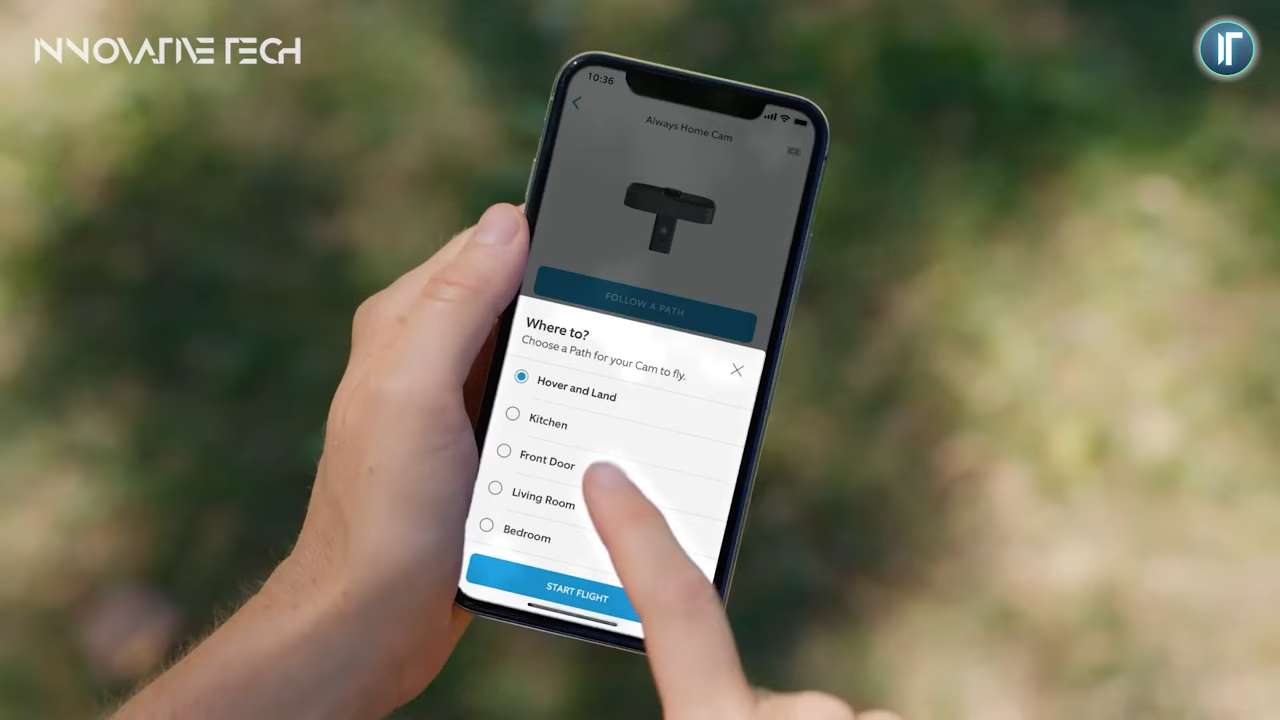 INNOVATIVE TECH
IT
10:36
Always Home Cam
FOLLOW A PATH
Where to?
Choose a Path for your Cam to fly.
Hover and Land
Kitchen
Front Door
Living Room
Bedroom
START FLIGHT